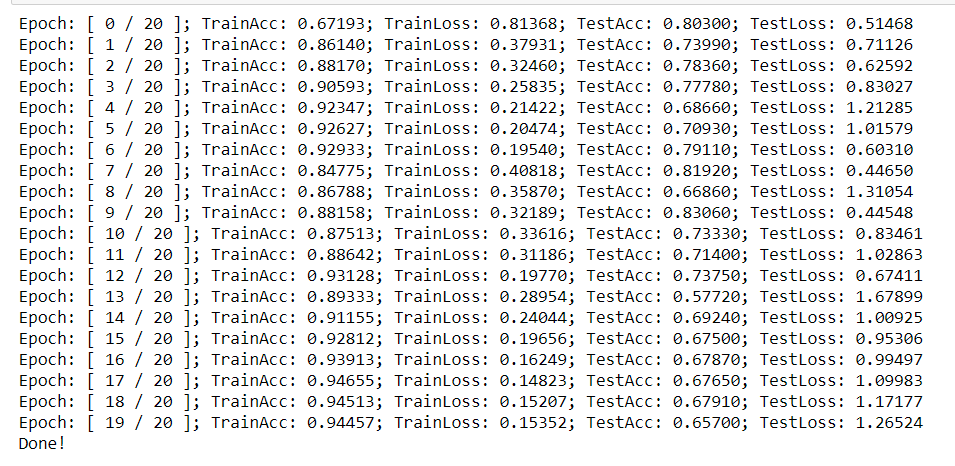 Epoch: [ 0 / 20 ]; TrainAcc: 0.67193; TrainLoss: 0.81368; TestAcc: 0.80300; TestLoss: 0.51468
Epoch: [ 1 / 20 ]; TrainAcc: 0.86140; TrainLoss: 0.37931; TestAcc: 0.73990; TestLoss: 0.71126
Epoch: [ 2 / 20 ]; TrainAcc: 0.88170; TrainLoss: 0.32460; TestAcc: 0.78360; TestLoss: 0.62592
Epoch: [ 3 / 20 ]; TrainAcc: 0.90593; TrainLoss: 0.25835; TestAcc: 0.77780; TestLoss: 0.83027
Epoch: [ 4 / 20 ]; TrainAcc: 0.92347; TrainLoss: 0.21422; TestAcc: 0.68660; TestLoss: 1.21285
Epoch: [ 5 / 20 ]; TrainAcc: 0.92627; TrainLoss: 0.20474; TestAcc: 0.70930; TestLoss: 1.01579
Epoch: [ 6 / 20 ]; TrainAcc: 0.92933; TrainLoss: 0.19540; TestAcc: 0.79110; TestLoss: 0.60310
Epoch: [ 7 / 20 ]; TrainAcc: 0.84775; TrainLoss: 0.40818; TestAcc: 0.81920; TestLoss: 0.44650
Epoch: [ 8 / 20 ]; TrainAcc: 0.86788; TrainLoss: 0.35870; TestAcc: 0.66860; TestLoss: 1.31054
Epoch: [ 9 / 20 ]; TrainAcc: 0.88158; TrainLoss: 0.32189; TestAcc: 0.83060; TestLoss: 0.44548
Epoch: [ 10 / 20 ]; TrainAcc: 0.87513; TrainLoss: 0.33616; TestAcc: 0.73330; TestLoss: 0.83461
Epoch: [ 11 / 20 ]; TrainAcc: 0.88642; TrainLoss: 0.31186; TestAcc: 0.71400; TestLoss: 1.02863
Epoch: [ 12 / 20 ]; TrainAcc: 0.93128; TrainLoss: 0.19770; TestAcc: 0.73750; TestLoss: 0.67411
Epoch: [ 13 / 20 ]; TrainAcc: 0.89333; TrainLoss: 0.28954; TestAcc: 0.57720; TestLoss: 1.67899
Epoch: [ 14 / 20 ]; TrainAcc: 0.91155; TrainLoss: 0.24044; TestAcc: 0.69240; TestLoss: 1.00925
Epoch: [ 15 / 20 ]; TrainAcc: 0.92812; TrainLoss: 0.19656; TestAcc: 0.67500; TestLoss: 0.95306
Epoch: [ 16 / 20 ]; TrainAcc: 0.93913; TrainLoss: 0.16249; TestAcc: 0.67870; TestLoss: 0.99497
Epoch: [ 17 / 20 ]; TrainAcc: 0.94655; TrainLoss: 0.14823; TestAcc: 0.67650; TestLoss: 1.09983
Epoch: [ 18 / 20 ]; TrainAcc: 0.94513; TrainLoss: 0.15207; TestAcc: 0.67910; TestLoss: 1.17177
Epoch: [ 19 / 20 ]; TrainAcc: 0.94457; TrainLoss: 0.15352; TestAcc: 0.65700; TestLoss: 1.26524
Done!